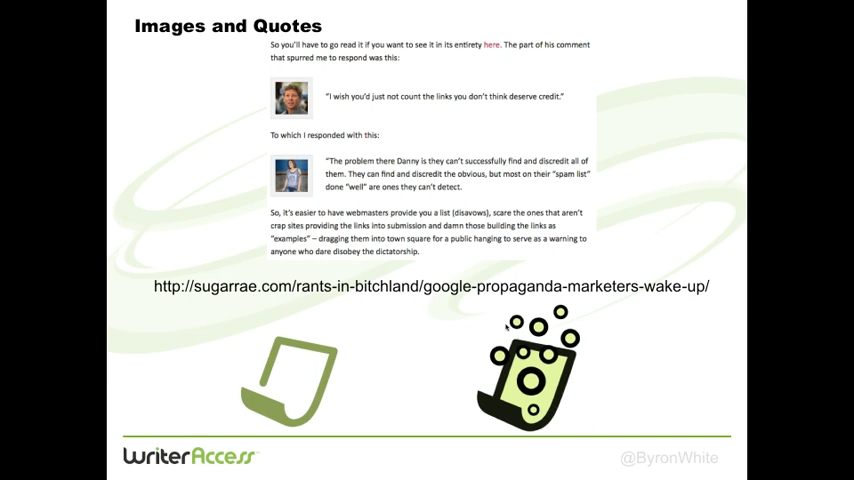 Images and Quotes
So you'll have to go read it if you want to see it in its entirety here. The part of his comment
that spurred me to respond was this:
"I wish you'd just not count the links you don't think deserve credit."
To which I responded with this:
"The problem there Danny is they can't successfully find and discredit all of
them. They can find and discredit the obvious, but most on their "spam list"
done "well" are ones they can't detect.
So, it's easier to have webmasters provide you a list (disavows), scare the ones that aren't
crap sites providing the links into submission and damn those building the links as
"examples" – dragging them into town square for a public hanging to serve as a warning to
anyone who dare disobey the dictatorship.
http://sugarrae.com/rants-in-bitchland/google-propaganda-marketers-wake-up/
WriterAccess
@ByronWhite